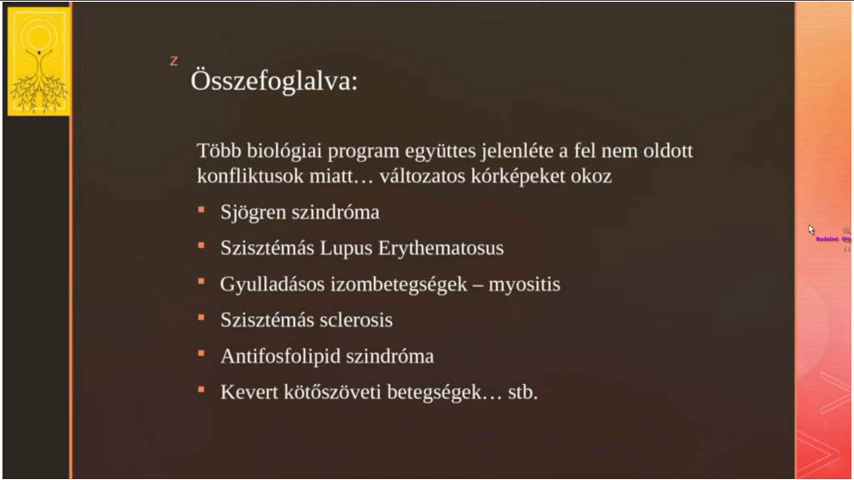 z
Összefoglalva:
Több biológiai program együttes jelenléte a fel nem oldott
konfliktusok miatt… változatos kórképeket okoz
▪ Sjögren szindróma
▪ Szisztémás Lupus Erythematosus
▪ Gyulladásos izombetegségek – myositis
▪ Szisztémás sclerosis
▪ Antifosfolipid szindróma
▪ Kevert kötőszöveti betegségek… stb.